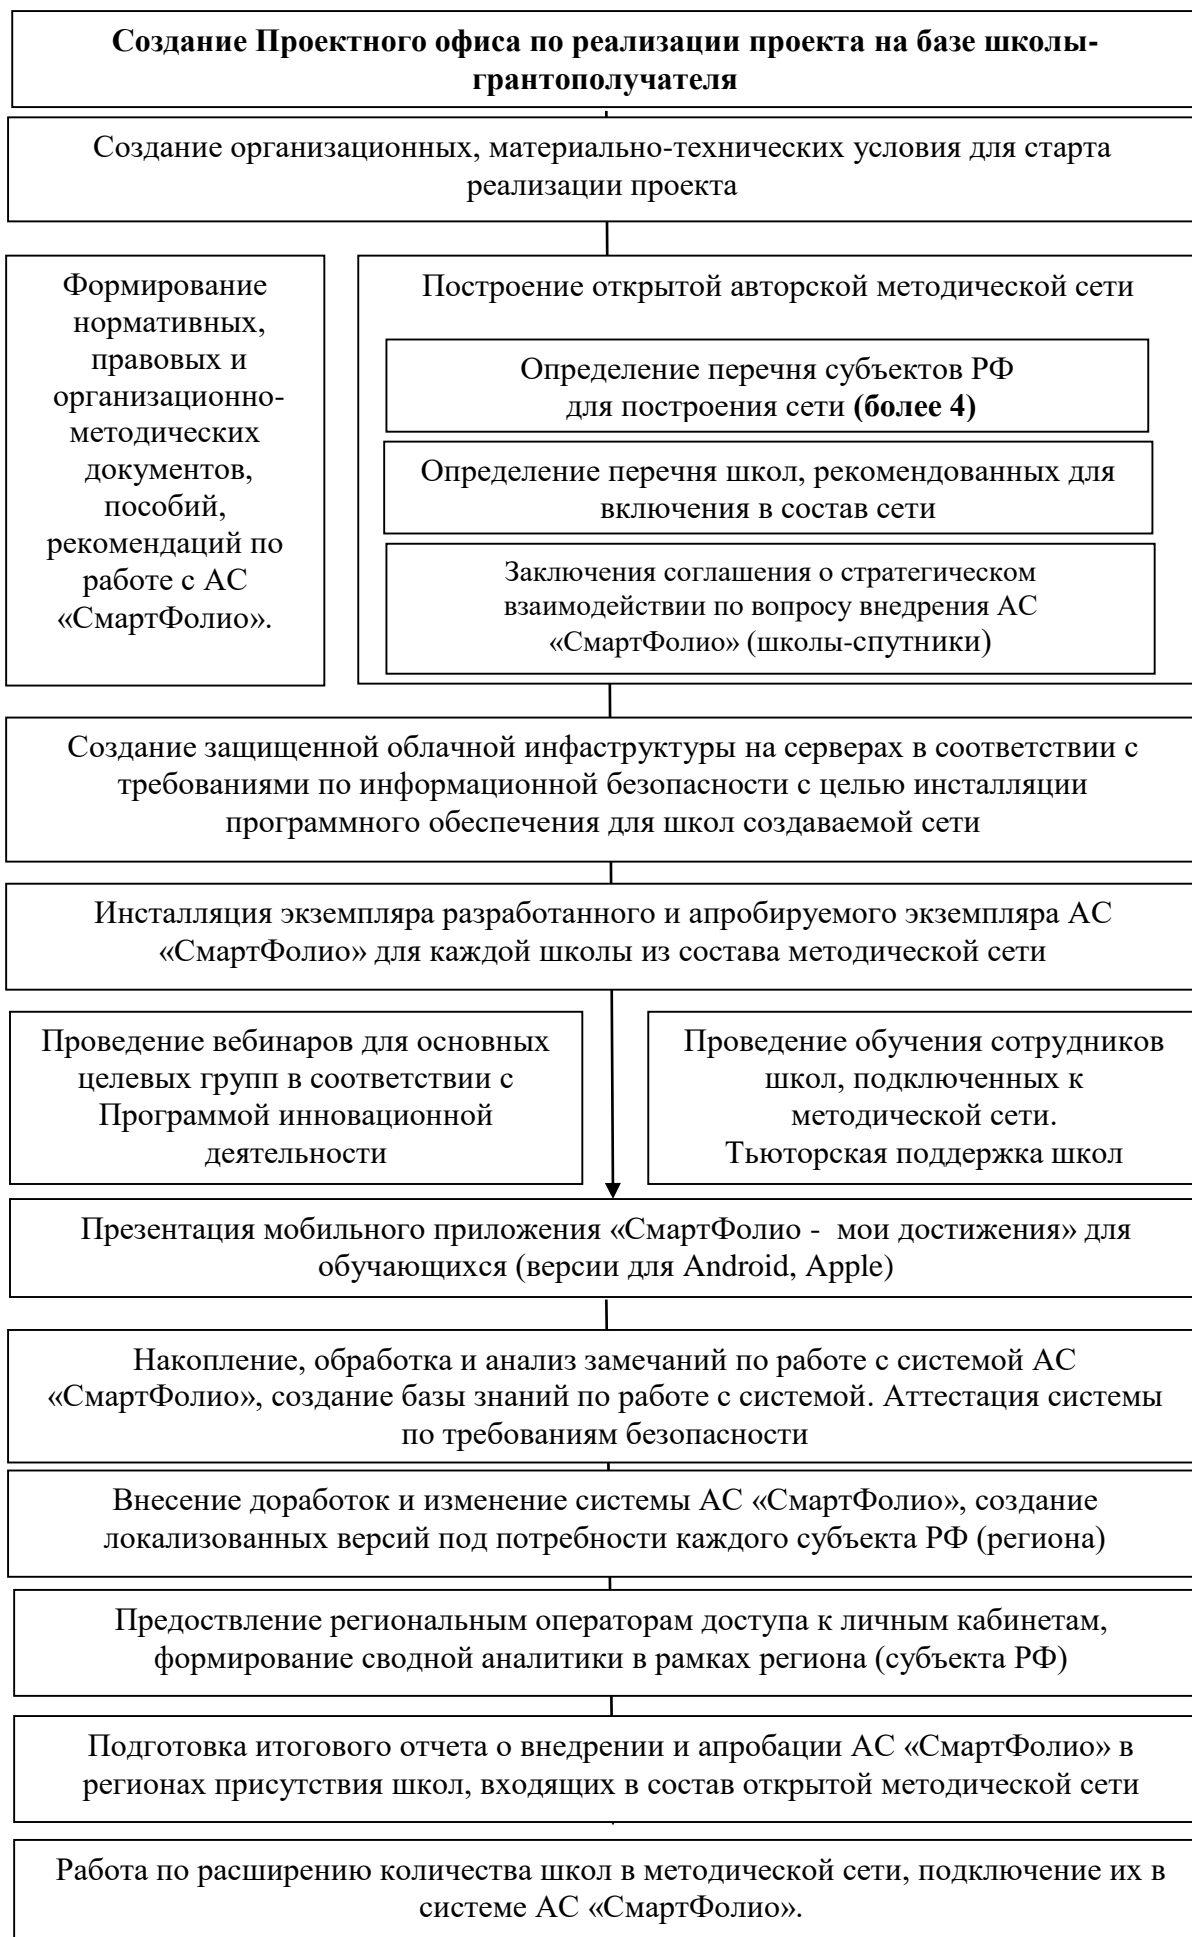 Создание Проектного офиса по реализации проекта на базе школы-
грантополучателя
Создание организационных, материально-технических условия для старта
реализации проекта
Формирование
нормативных,
правовых и
организационно-
методических
документов,
пособий,
рекомендаций по
работе с АС
«СмартФолио».
Построение открытой авторской методической сети
Определение перечня субъектов РФ
для построения сети (более 4)
Определение перечня школ, рекомендованных для
включения в состав сети
Заключения соглашения о стратегическом
взаимодействии по вопросу внедрения АС
«СмартФолио» (школы-спутники)
Создание защищенной облачной инфаструктуры на серверах в соответствии с
требованиями по информационной безопасности с целью инсталляции
программного обеспечения для школ создаваемой сети
Инсталляция экземпляра разработанного и апробируемого экземпляра АС
«СмартФолио» для каждой школы из состава методической сети
Проведение вебинаров для основных
целевых групп в соответствии с
Программой инновационной
деятельности
Проведение обучения сотрудников
школ, подключенных к
методической сети.
Тьюторская поддержка школ
Презентация мобильного приложения «СмартФолио - мои достижения» для
обучающихся (версии для Android, Apple)
Накопление, обработка и анализ замечаний по работе с системой АС
«СмартФолио», создание базы знаний по работе с системой. Аттестация системы
по требованиям безопасности
Внесение доработок и изменение системы АС «СмартФолио», создание
локализованных версий под потребности каждого субъекта РФ (региона)
Предоствление региональным операторам доступа к личным кабинетам,
формирование сводной аналитики в рамках региона (субъекта РФ)
Подготовка итогового отчета о внедрении и апробации АС «СмартФолио» в
регионах присутствия школ, входящих в состав открытой методической сети
Работа по расширению количества школ в методической сети, подключение их в
системе АС «СмартФолио».